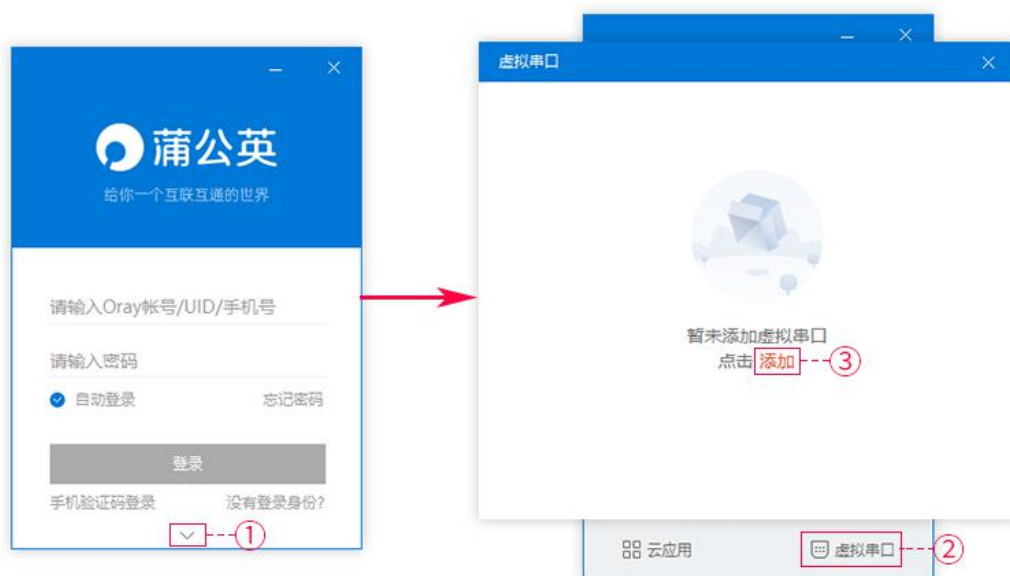 蒲公英
给你一个互联互通的世界
请输入Oray帐号/UID/手机号
请输入密码
自动登录 忘记密码
登录
手机验证码登录 没有登录身份?
①
虚拟串口
暂未添加虚拟串口
点击 添加 ③
云应用 虚拟串口 ②